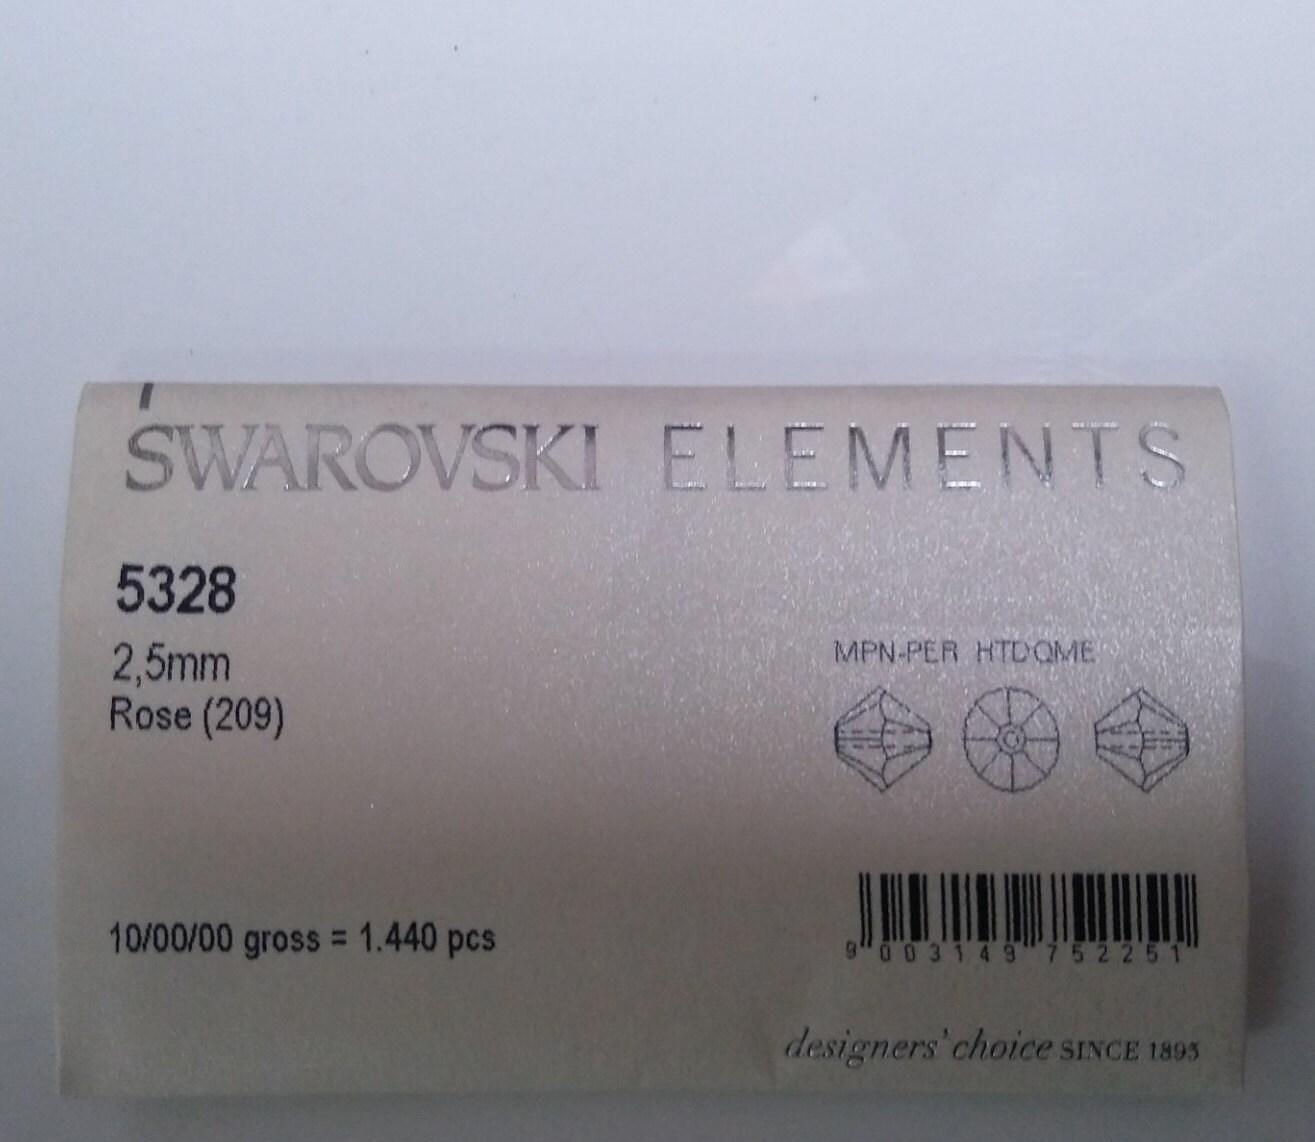 SWAROVSKI ELEMENTS
5328
2,5mm
Rose (209)
MPN-PER HTDQME
10/00/00 gross = 1.440 pcs
9 003149 752251
designers' choice SINCE 1895